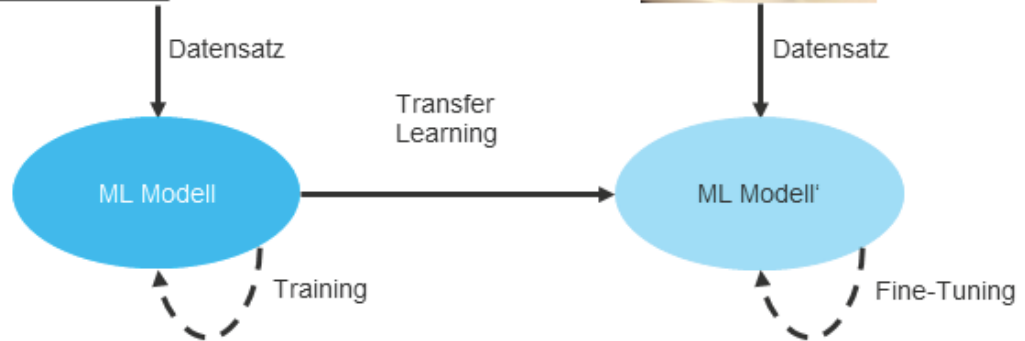 Datensatz
Datensatz
Transfer
Learning
ML Modell
ML Modell‘
Training
Fine-Tuning